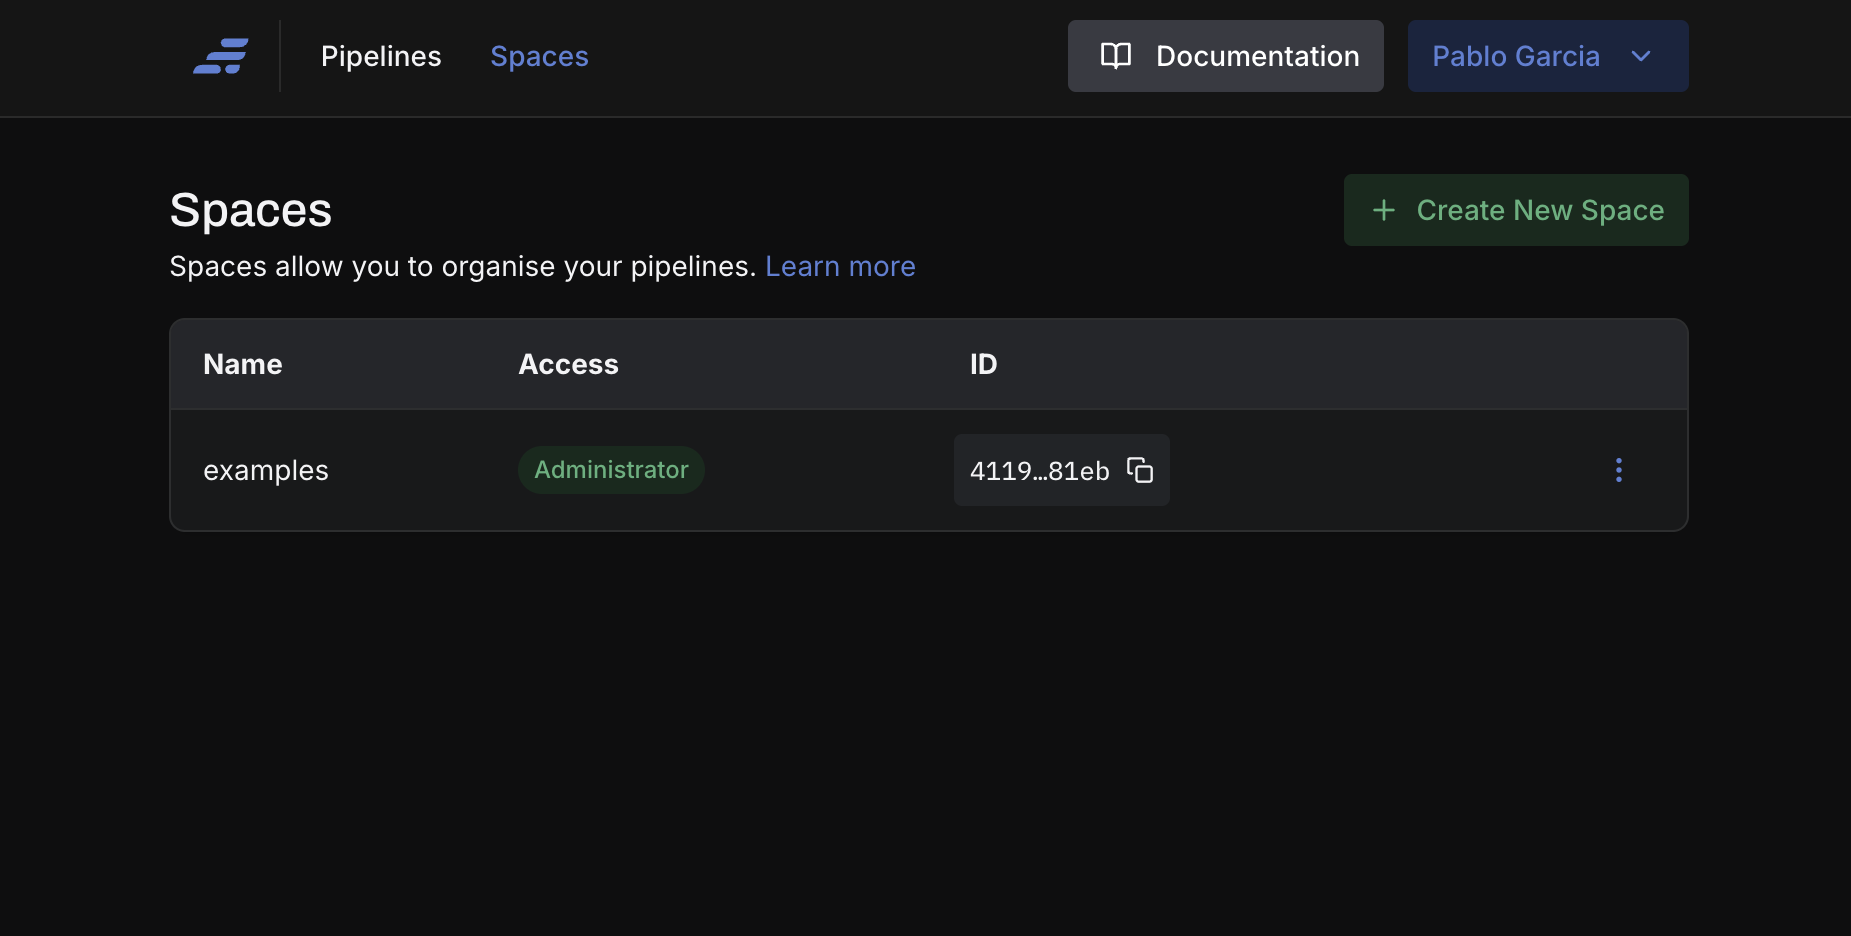 Pipelines Spaces Documentation Pablo Garcia
Spaces
Create New Space
Spaces allow you to organise your pipelines. Learn more
Name Access ID
examples Administrator 4119…81eb